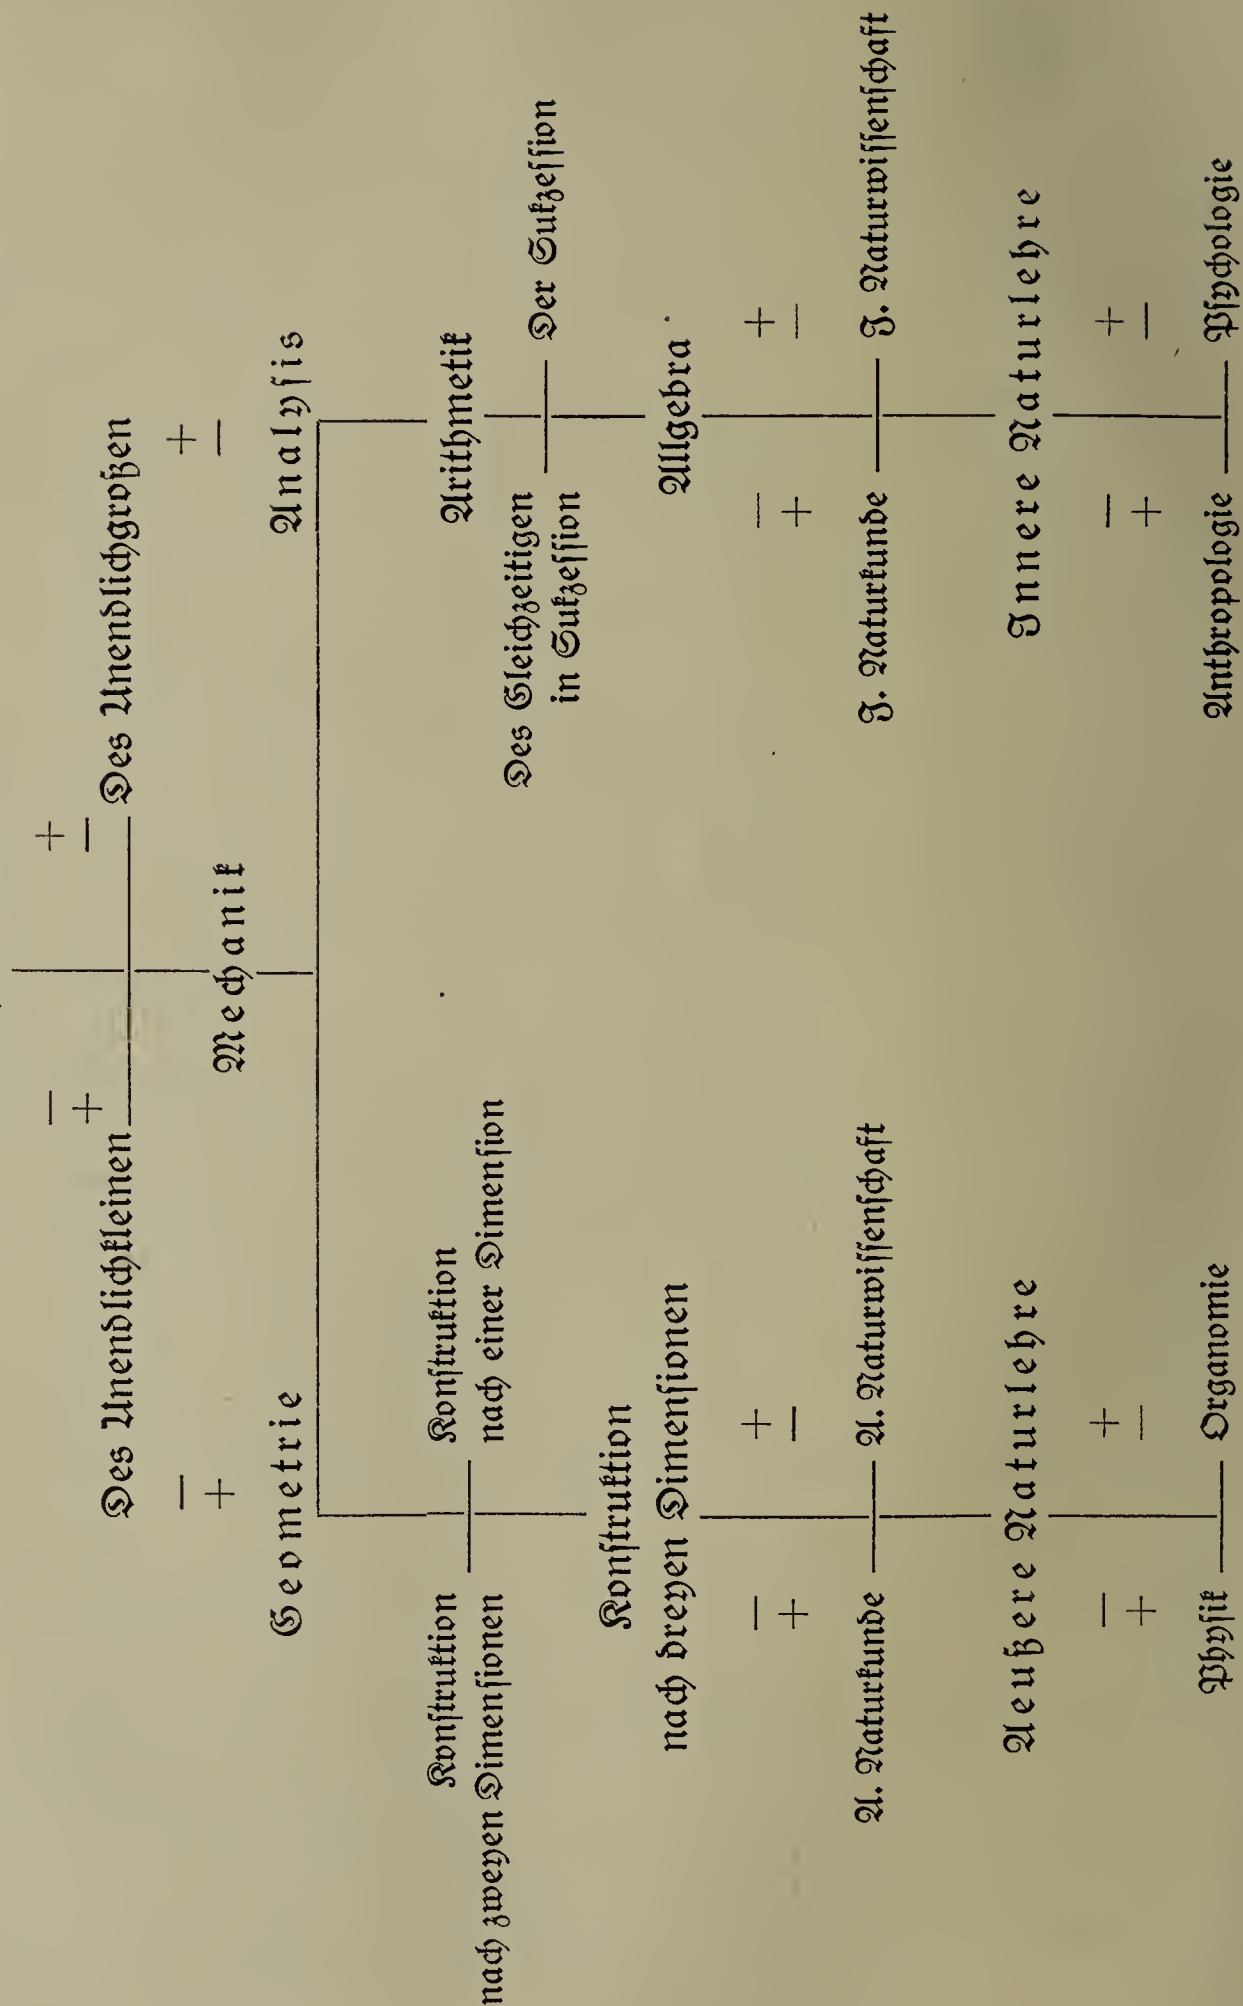 − +
+ −
Des Unendlichkleinen Des Unendlichgroßen
− +
+ −
Mechanik
Geometrie Analysis
Konstruktion Konstruktion Arithmetik
nach zweyen Dimensionen nach einer Dimension
Des Gleichzeitigen Der Sukzession
in Sukzession
Konstruktion
nach dreyen Dimensionen Allgebra
− + − +
+ − + −
A. Naturkunde A. Naturwissenschaft J. Naturkunde J. Naturwissenschaft
Aeußere Naturlehre Innere Naturlehre
− + − +
+ − + −
Physik Organomie Anthropologie Psychologie